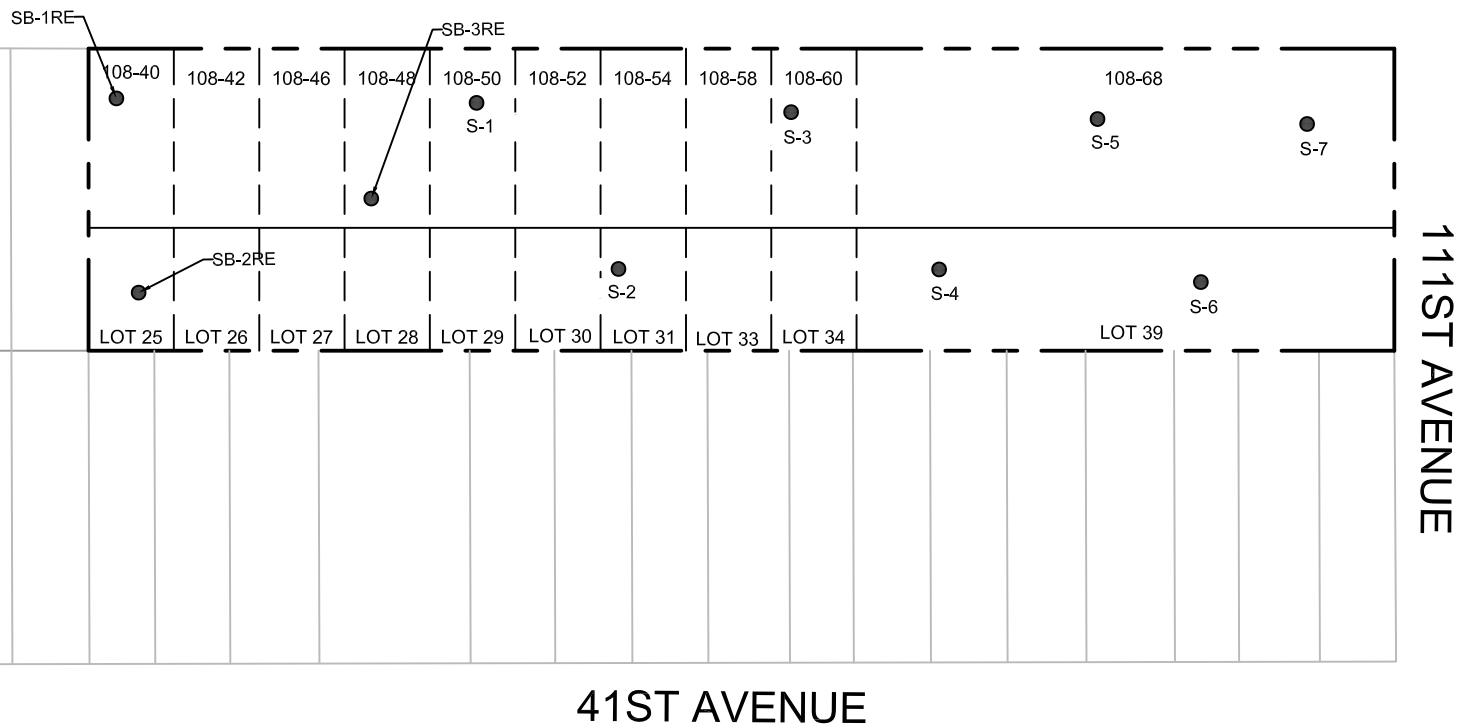 SB-1RE
SB-3RE
108-40
108-42
108-46
108-48
108-50
108-52
108-54
108-58
108-60
108-68
S-1
S-3
S-5
S-7
SB-2RE
S-2
S-4
S-6
LOT 25
LOT 26
LOT 27
LOT 28
LOT 29
LOT 30
LOT 31
LOT 33
LOT 34
LOT 39
111ST AVENUE
41ST AVENUE